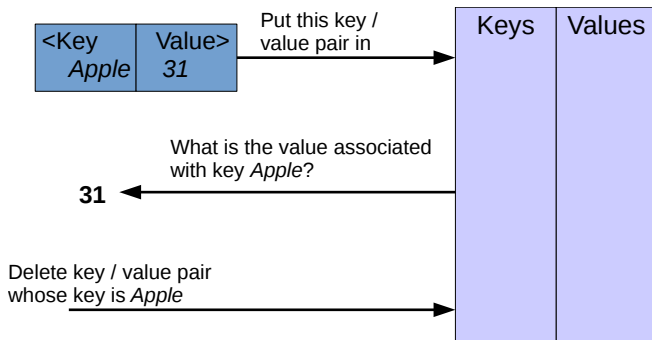 <Key Value>
Apple 31
Put this key /
value pair in
Keys Values
What is the value associated
with key Apple?
31
Delete key / value pair
whose key is Apple